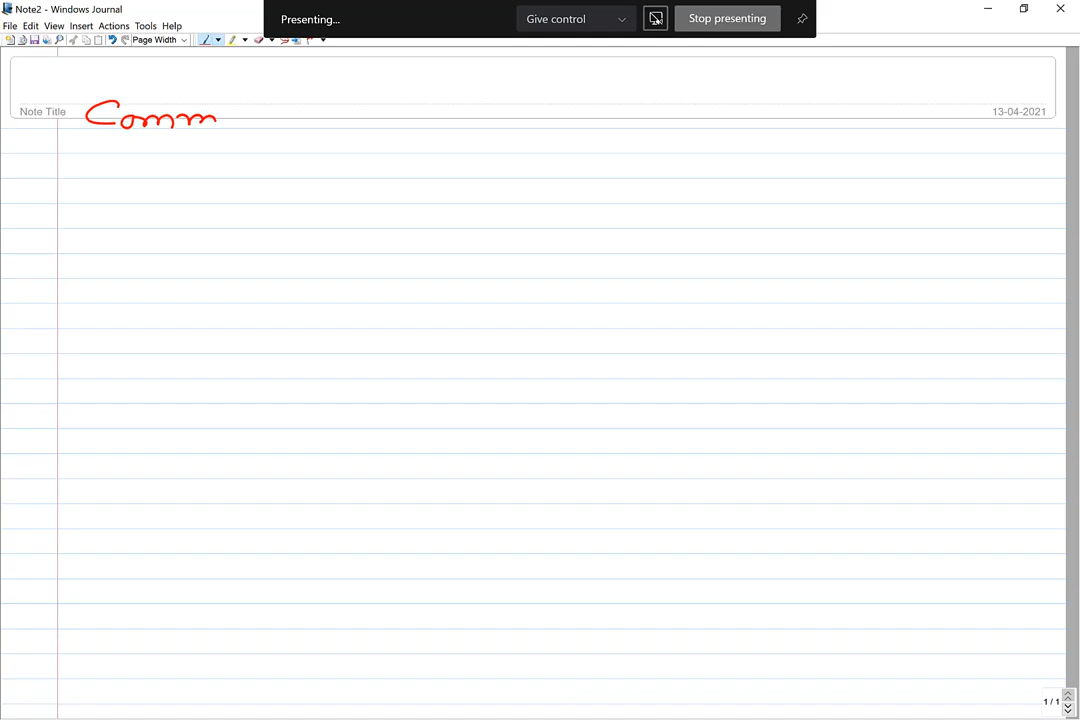 Note2 - Windows Journal
Presenting...
Give control
Stop presenting
File Edit View Insert Actions Tools Help
Page Width
Note Title
Comm
13-04-2021
1 / 1